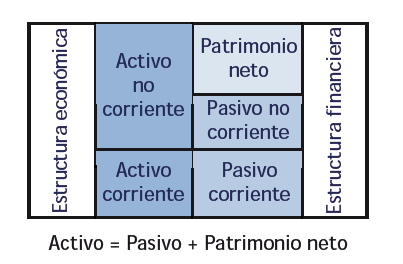 Estructura económica
Activo
no
corriente
Activo
corriente
Patrimonio
neto
Pasivo no
corriente
Pasivo
corriente
Estructura financiera
Activo = Pasivo + Patrimonio neto